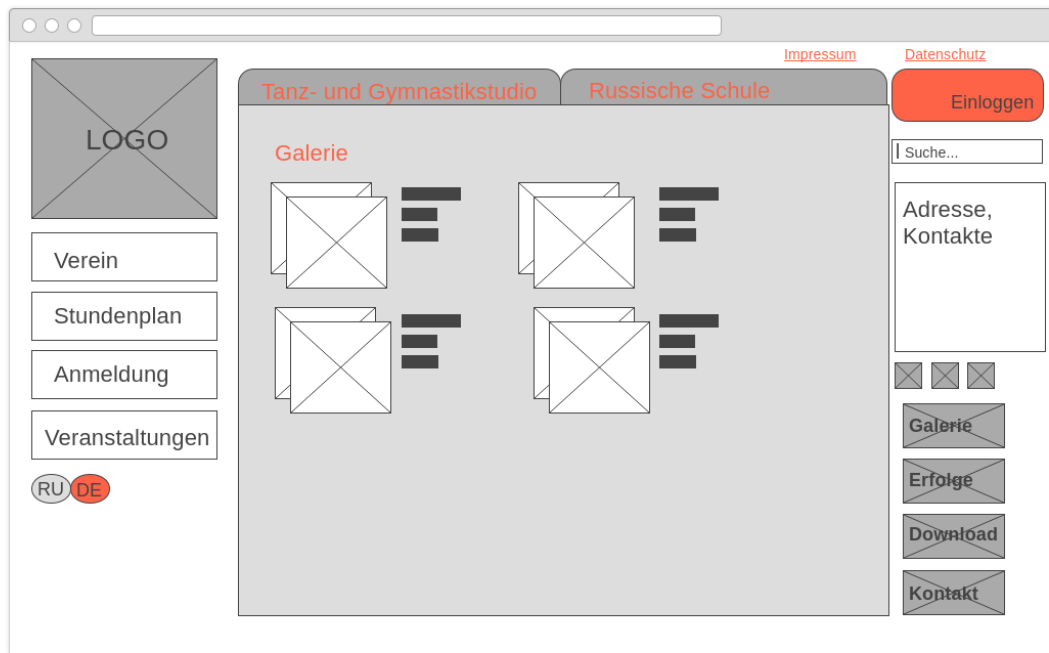 Impressum
Datenschutz
LOGO
Tanz- und Gymnastikstudio
Russische Schule
Einloggen
Suche...
Galerie
Adresse,
Kontakte
Verein
Stundenplan
Anmeldung
Veranstaltungen
RU
DE
Galerie
Erfolge
Download
Kontakt